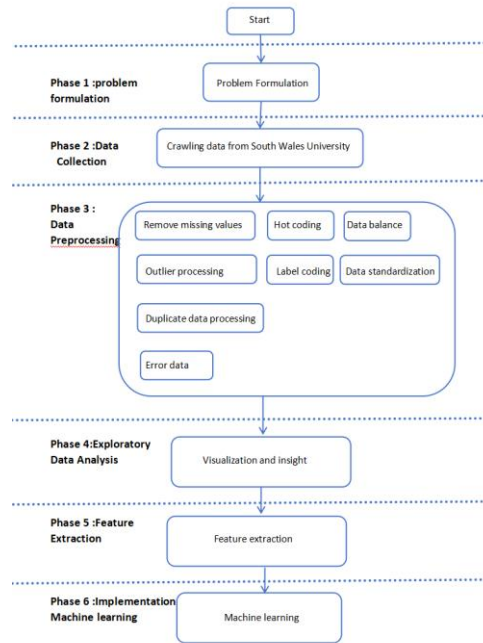 Start
Phase 1 :problem
formulation
Problem Formulation
Phase 2 :Data
Collection
Crawling data from South Wales University
Phase 3 :
Data
Preprocessing
Remove missing values
Hot coding
Data balance
Outlier processing
Label coding
Data standardization
Duplicate data processing
Error data
Phase 4:Exploratory
Data Analysis
Visualization and insight
Phase 5 :Feature
Extraction
Feature extraction
Phase 6 :Implementation
Machine learning
Machine learning